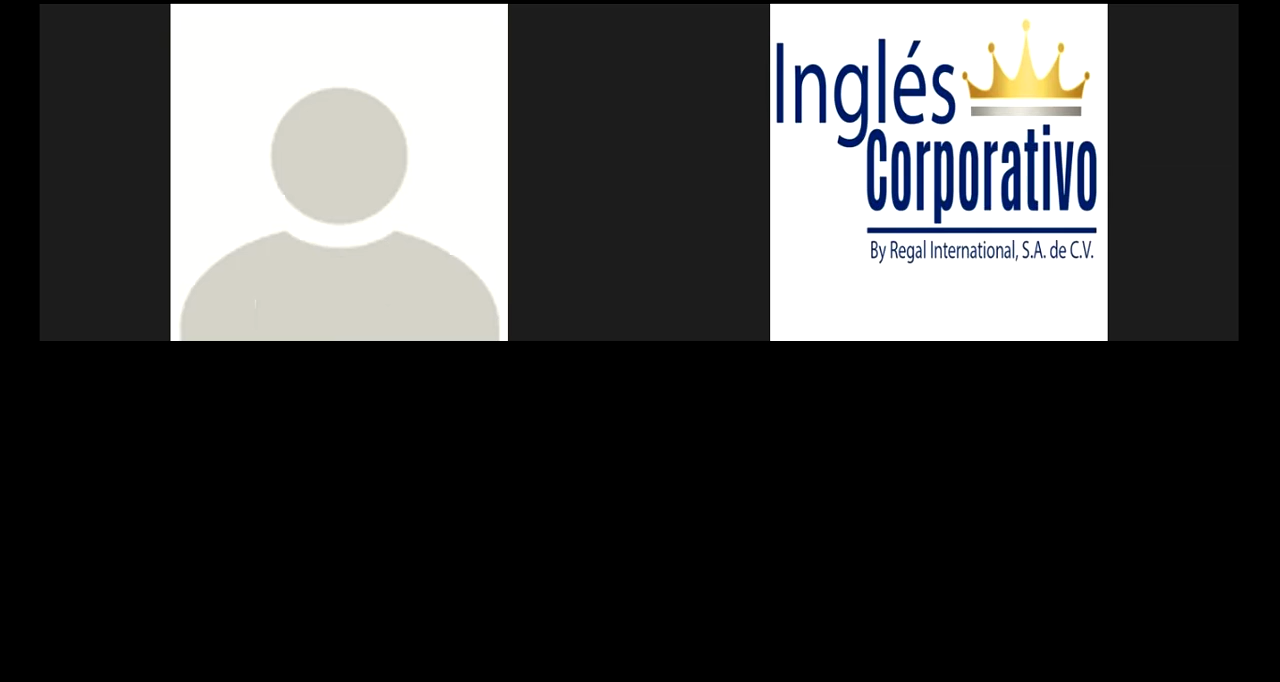 Inglés
Corporativo
By Regal International, S.A. de C.V.